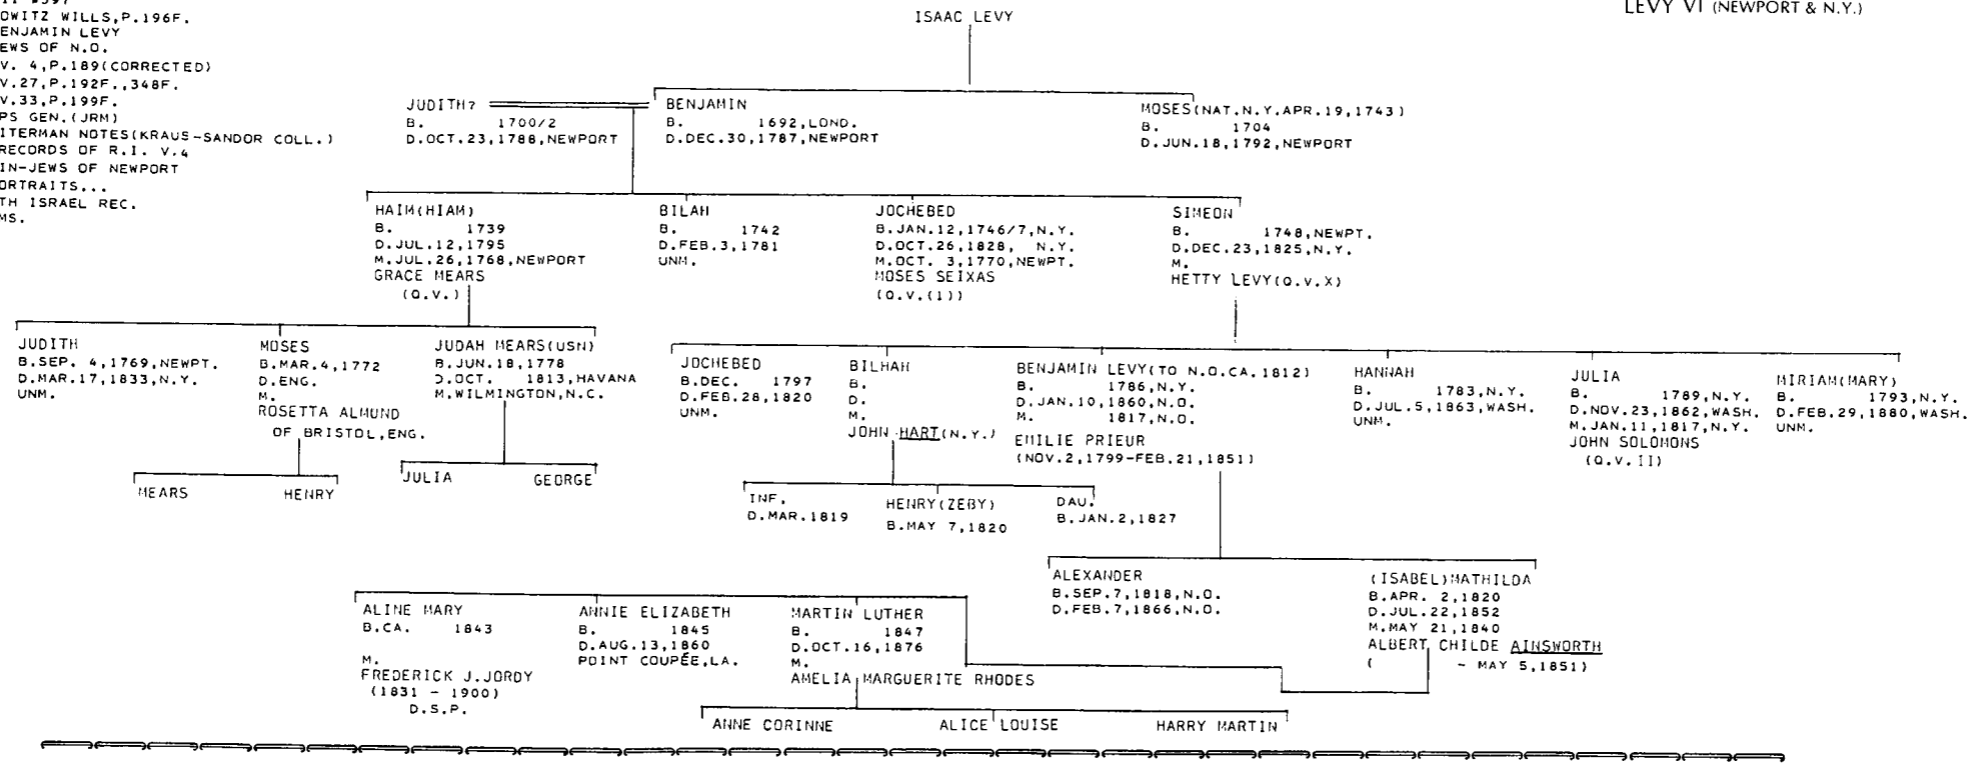 OWITZ WILLS,P.196F.
ENJAMIN LEVY
EWS OF N.O.
V. 4,P.189(CORRECTED)
V.27,P.192F.,348F.
V.33,P.199F.
PS GEN.(JRM)
ITERMAN NOTES(KRAUS-SANDOR COLL.)
RECORDS OF R.I. V.4
IN-JEWS OF NEWPORT
ORTRAITS...
TH ISRAEL REC.
MS.
LEVY VI (NEWPORT & N.Y.)
ISAAC LEVY
JUDITH?
B. 1700/2
D.OCT.23,1788,NEWPORT
BENJAMIN
B. 1692,LOND.
D.DEC.30,1787,NEWPORT
MOSES(NAT.N.Y.APR.19,1743)
B. 1704
D.JUN.18,1792,NEWPORT
HAIM(HIAM)
B. 1739
D.JUL.12,1795
M.JUL.26,1768,NEWPORT
GRACE MEARS
(Q.V.)
BILAH
B. 1742
D.FEB.3,1781
UNM.
JOCHEBED
B.JAN.12,1746/7,N.Y.
D.OCT.26,1828, N.Y.
M.OCT. 3,1770,NEWPT.
MOSES SEIXAS
(Q.V.(1))
SIMEON
B. 1748,NEWPT.
D.DEC.23,1825,N.Y.
M.
HETTY LEVY(Q.V.X)
JUDITH
B.SEP. 4,1769,NEWPT.
D.MAR.17,1833,N.Y.
UNM.
MOSES
B.MAR.4,1772
D.ENG.
M.
ROSETTA ALMUND
OF BRISTOL,ENG.
JUDAH MEARS(USN)
B.JUN.18,1778
D.OCT. 1813,HAVANA
M.WILMINGTON,N.C.
JOCHEBED
B.DEC. 1797
D.FEB.28,1820
UNM.
BILHAH
B.
D.
M.
JOHN HART(N.Y.)
BENJAMIN LEVY(TO N.O.CA.1812)
B. 1786,N.Y.
D.JAN.10,1860,N.O.
M. 1817,N.O.
EMILIE PRIEUR
(NOV.2,1799-FEB.21,1851)
HANNAH
B. 1783,N.Y.
D.JUL.5,1863,WASH.
UNM.
JULIA
B. 1789,N.Y.
D.NOV.23,1862,WASH.
M.JAN.11,1817,N.Y.
JOHN SOLOMONS
(Q.V.II)
MIRIAM(MARY)
B. 1793,N.Y.
D.FEB.29,1880,WASH.
UNM.
MEARS
HENRY
JULIA
GEORGE
INF.
D.MAR.1819
HENRY(ZEBY)
B.MAY 7,1820
DAU.
B.JAN.2,1827
ALEXANDER
B.SEP.7,1818,N.O.
D.FEB.7,1866,N.O.
(ISABEL)MATHILDA
B.APR. 2,1820
D.JUL.22,1852
M.MAY 21,1840
ALBERT CHILDE AINSWORTH
( - MAY 5,1851)
ALINE MARY
B.CA. 1843
M.
FREDERICK J.JORDY
(1831 - 1900)
D.S.P.
ANNIE ELIZABETH
B. 1845
D.AUG.13,1860
POINT COUPÉE,LA.
MARTIN LUTHER
B. 1847
D.OCT.16,1876
M.
AMELIA MARGUERITE RHODES
ANNE CORINNE
ALICE LOUISE
HARRY MARTIN